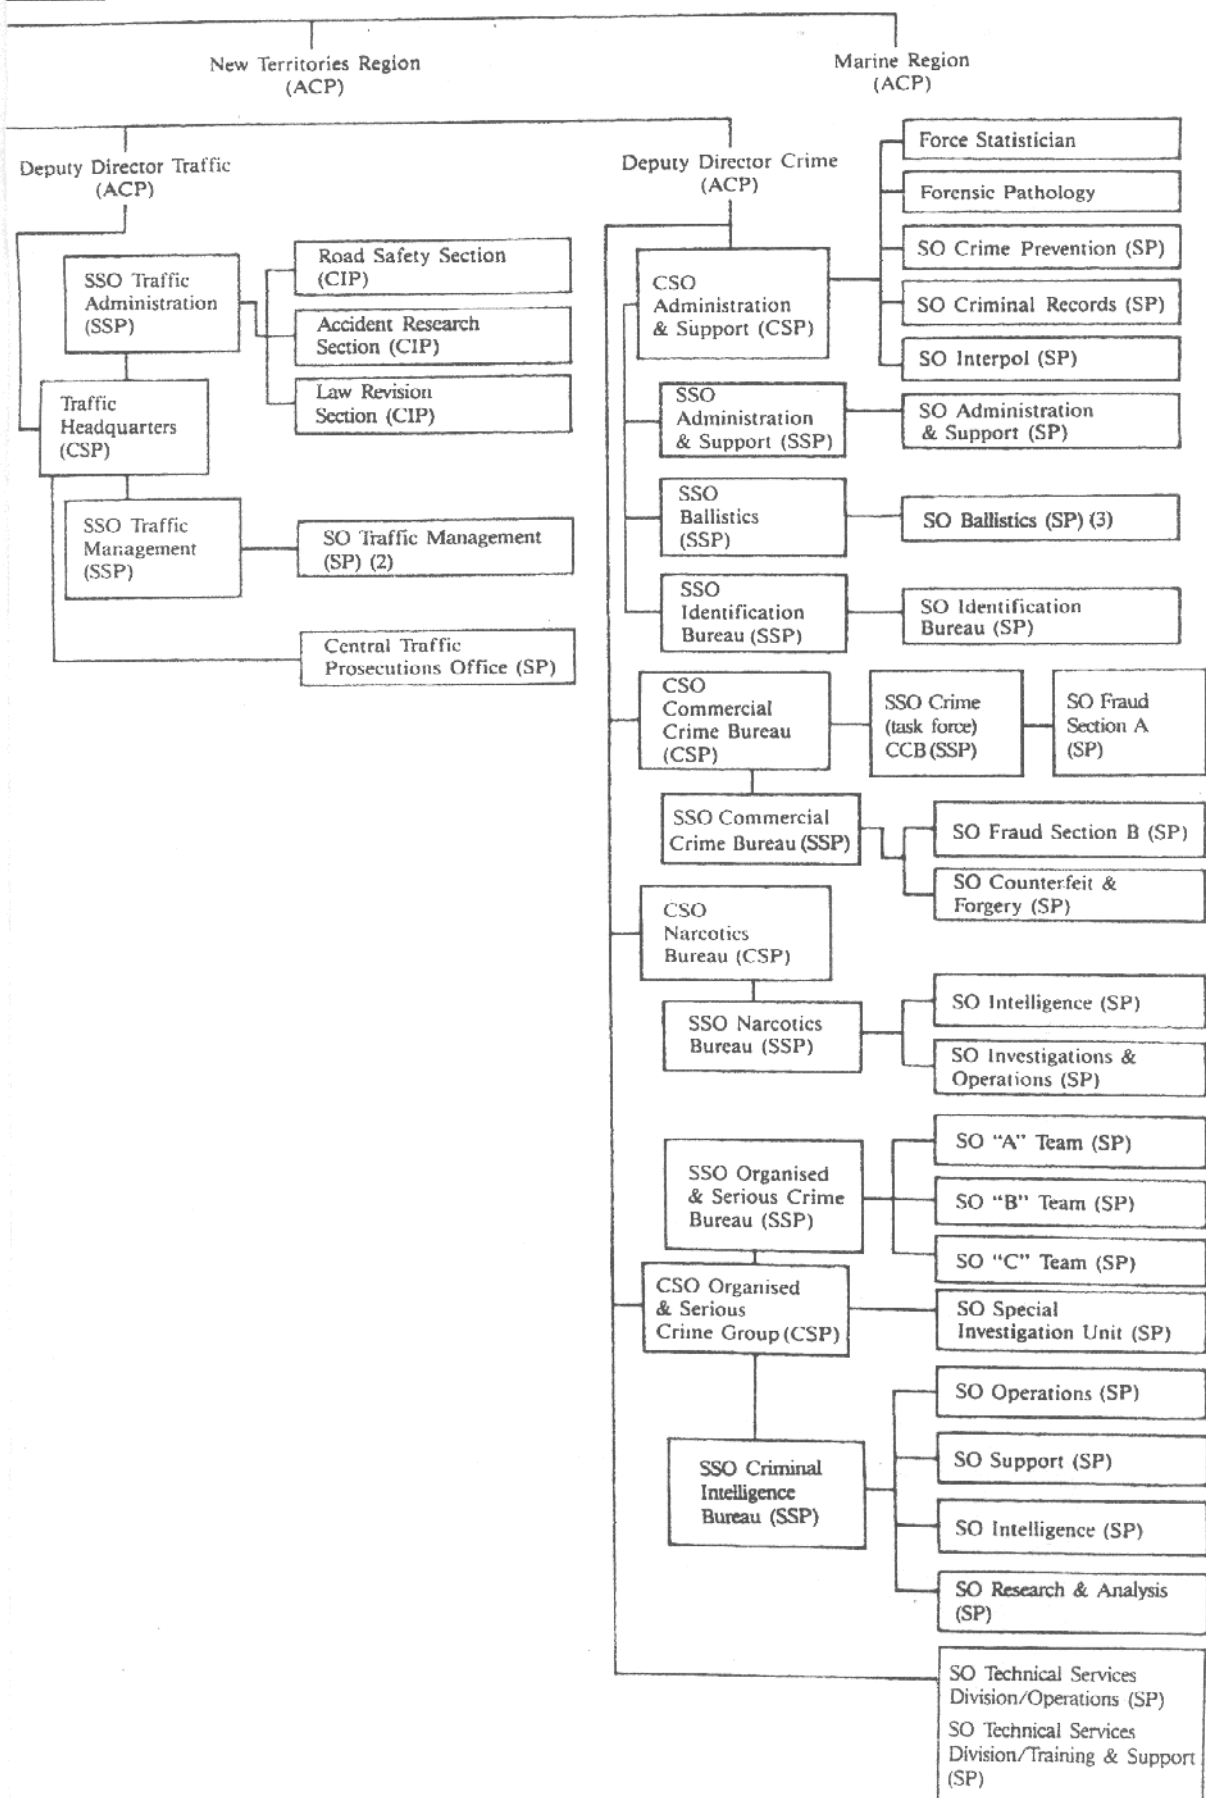 New Territories Region
(ACP)
Marine Region
(ACP)
Deputy Director Traffic
(ACP)
SSO Traffic
Administration
(SSP)
Road Safety Section
(CIP)
Accident Research
Section (CIP)
Law Revision
Section (CIP)
Traffic
Headquarters
(CSP)
SSO Traffic
Management
(SSP)
SO Traffic Management
(SP) (2)
Central Traffic
Prosecutions Office (SP)
Deputy Director Crime
(ACP)
CSO
Administration
& Support (CSP)
Force Statistician
Forensic Pathology
SO Crime Prevention (SP)
SO Criminal Records (SP)
SO Interpol (SP)
SSO
Administration
& Support (SSP)
SO Administration
& Support (SP)
SSO
Ballistics
(SSP)
SO Ballistics (SP) (3)
SSO
Identification
Bureau (SSP)
SO Identification
Bureau (SP)
CSO
Commercial
Crime Bureau
(CSP)
SSO Crime
(task force)
CCB (SSP)
SO Fraud
Section A
(SP)
SSO Commercial
Crime Bureau (SSP)
SO Fraud Section B (SP)
SO Counterfeit &
Forgery (SP)
CSO
Narcotics
Bureau (CSP)
SSO Narcotics
Bureau (SSP)
SO Intelligence (SP)
SO Investigations &
Operations (SP)
SSO Organised
& Serious Crime
Bureau (SSP)
SO "A" Team (SP)
SO "B" Team (SP)
SO "C" Team (SP)
CSO Organised
& Serious
Crime Group (CSP)
SO Special
Investigation Unit (SP)
SSO Criminal
Intelligence
Bureau (SSP)
SO Operations (SP)
SO Support (SP)
SO Intelligence (SP)
SO Research & Analysis
(SP)
SO Technical Services
Division/Operations (SP)
SO Technical Services
Division/Training & Support
(SP)